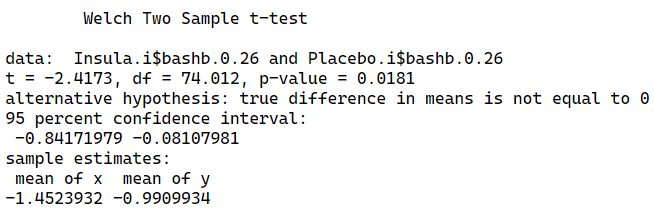 Welch Two Sample t-test
data:  Insula.i$bashb.0.26 and Placebo.i$bashb.0.26
t = -2.4173, df = 74.012, p-value = 0.0181
alternative hypothesis: true difference in means is not equal to 0
95 percent confidence interval:
 -0.84171979 -0.08107981
sample estimates:
 mean of x  mean of y
-1.4523932 -0.9909934